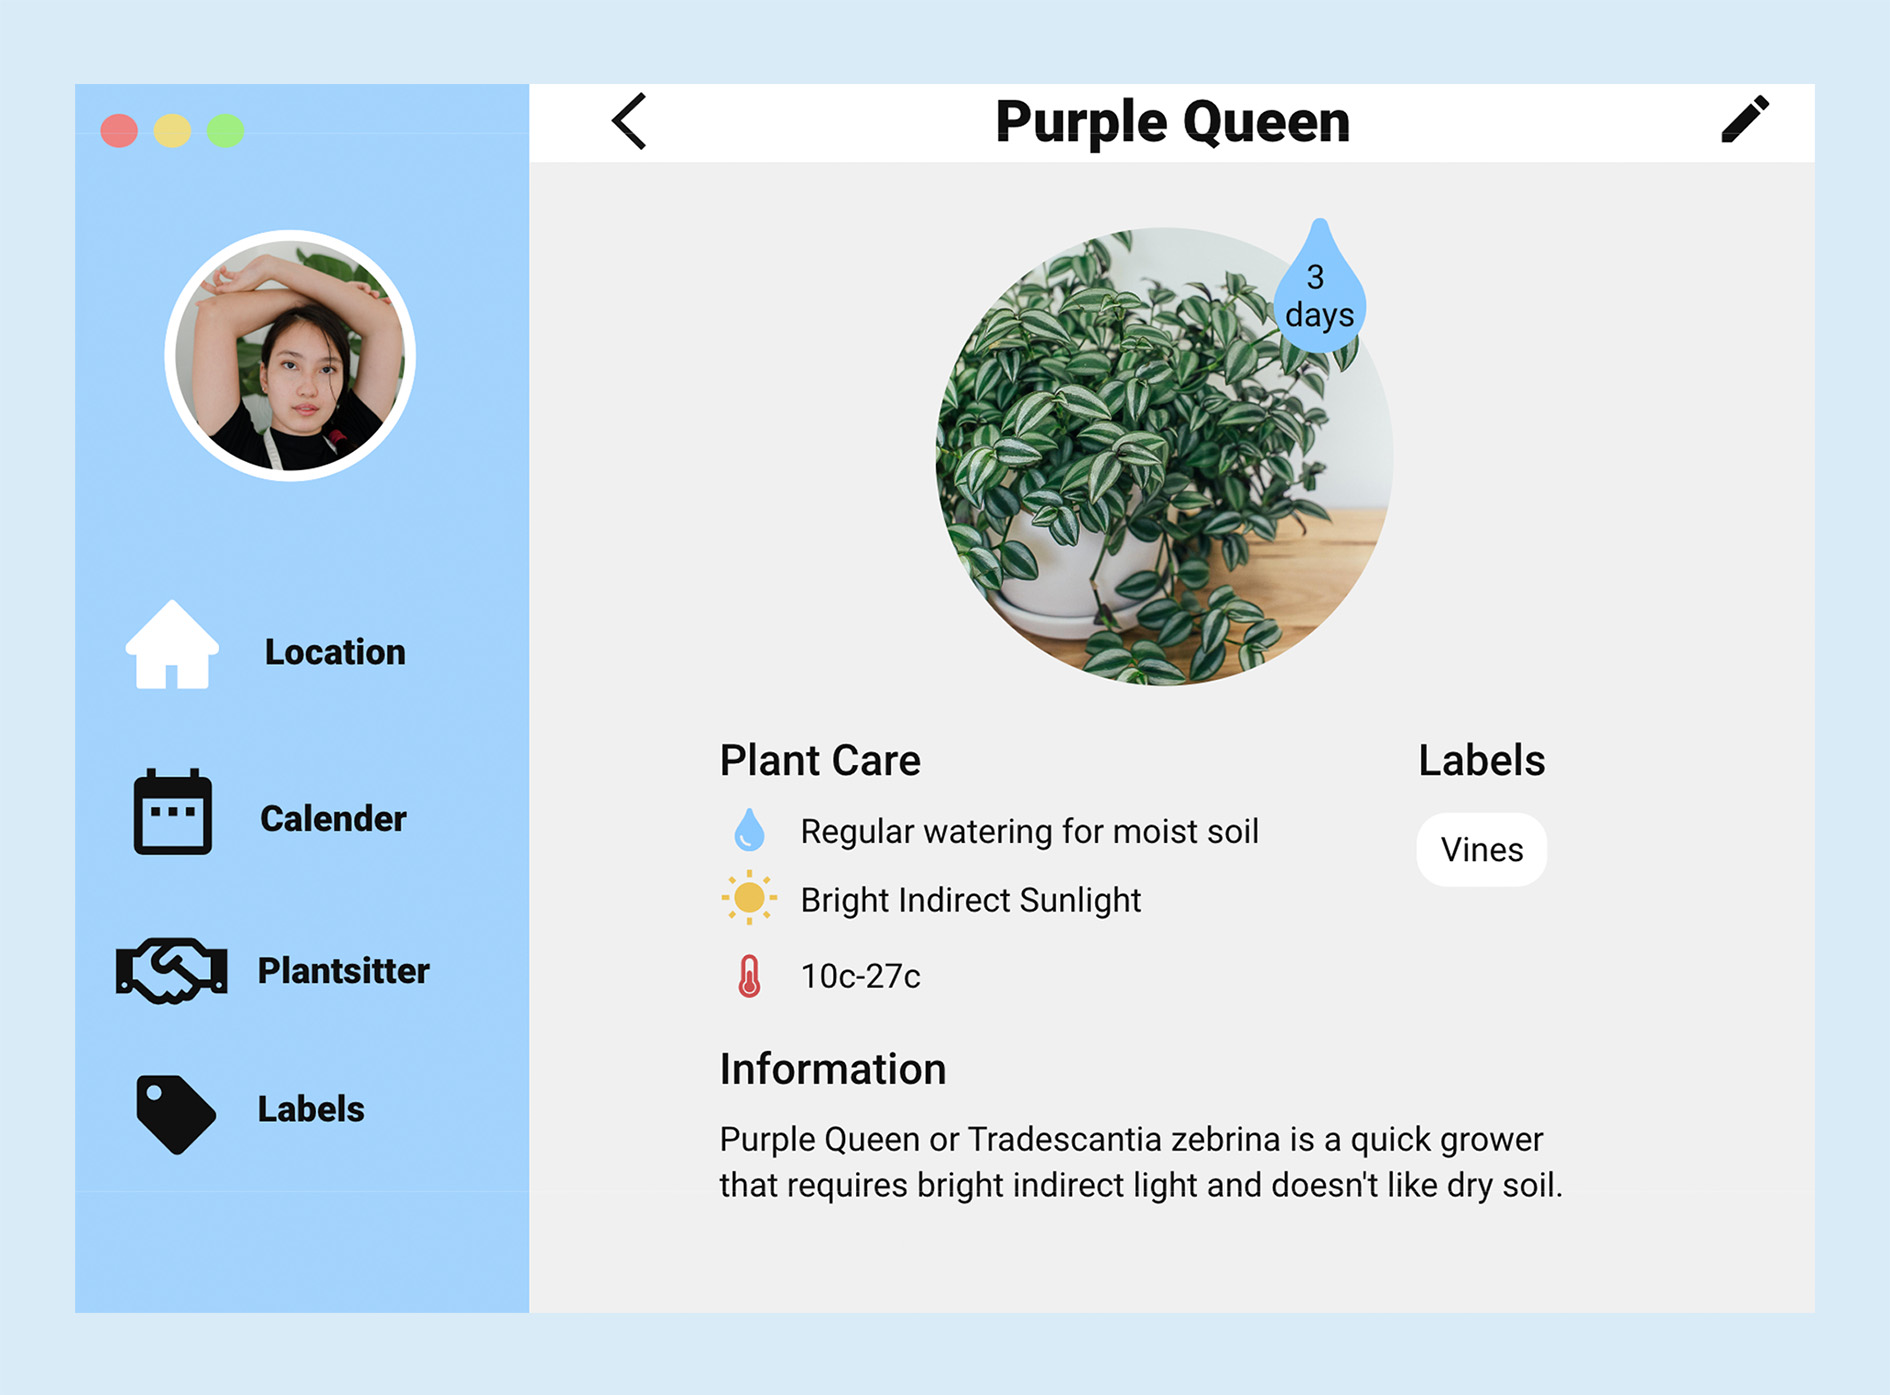 Purple Queen
3
days
Location
Calender
Plantsitter
Labels
Plant Care
Regular watering for moist soil
Bright Indirect Sunlight
10c-27c
Labels
Vines
Information
Purple Queen or Tradescantia zebrina is a quick grower
that requires bright indirect light and doesn't like dry soil.